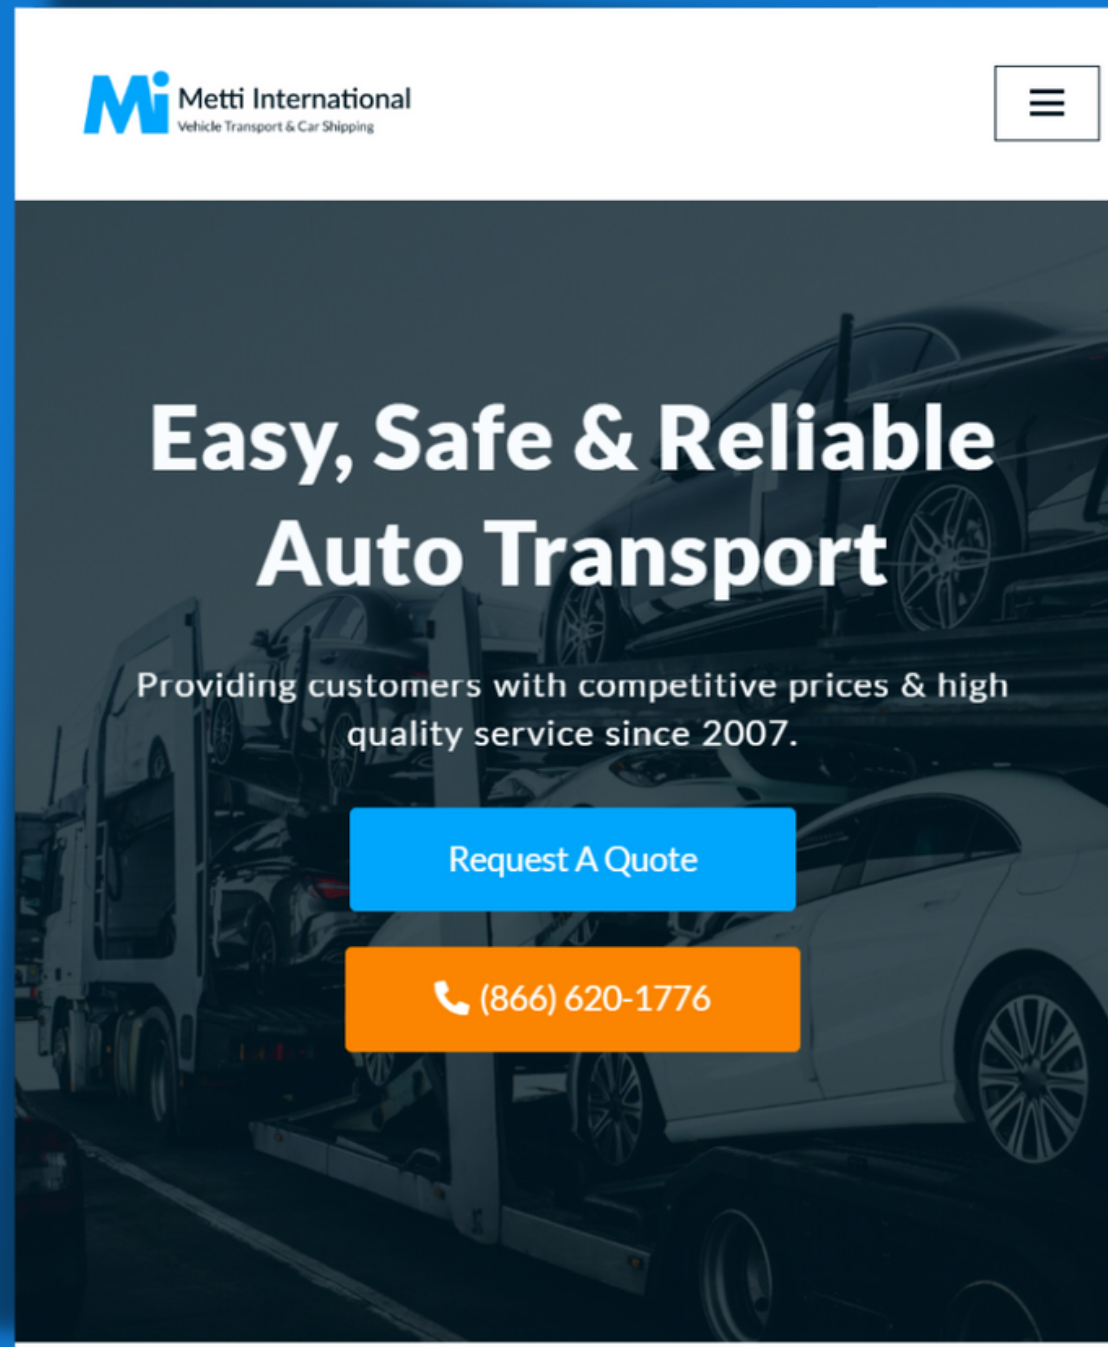 Mi Metti International
Vehicle Transport & Car Shipping
Easy, Safe & Reliable
Auto Transport
Providing customers with competitive prices & high
quality service since 2007.
Request A Quote
(866) 620-1776